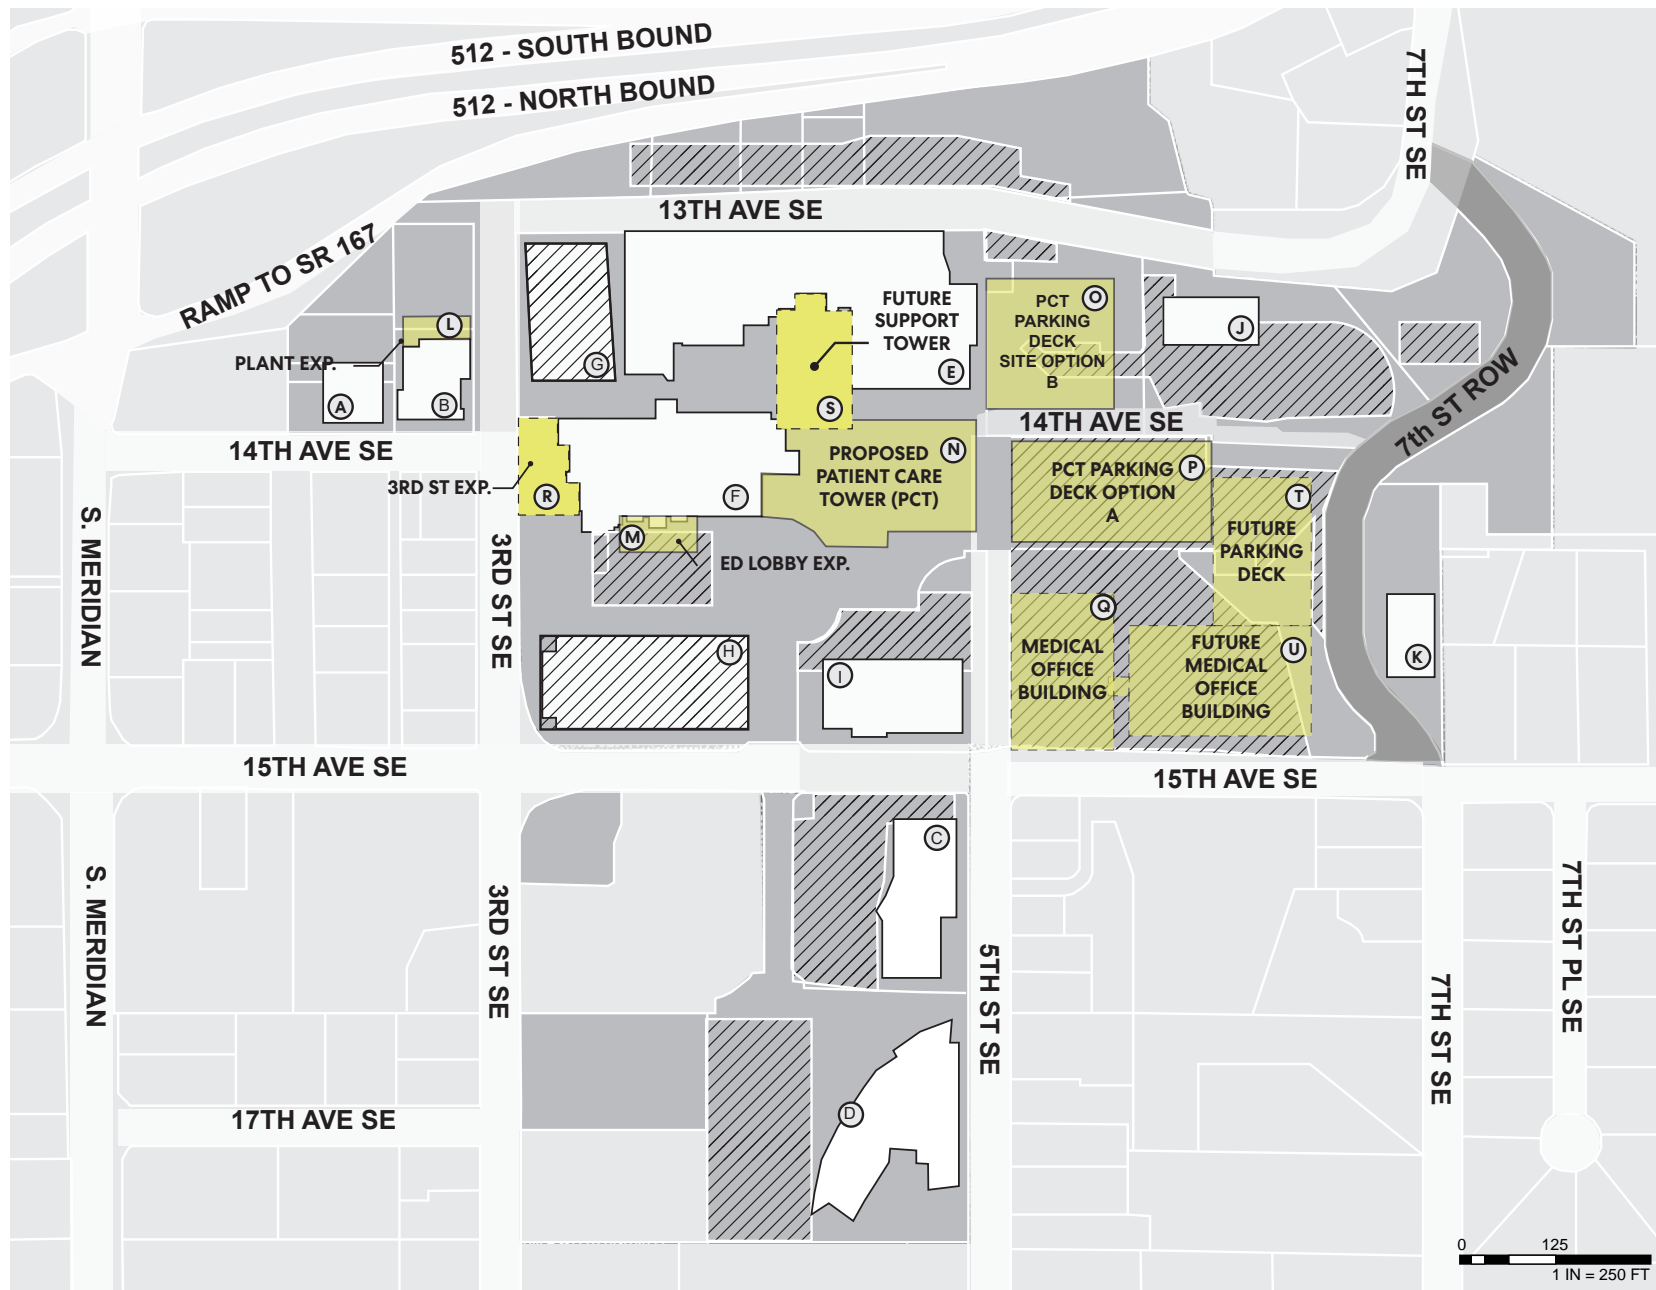 512 - SOUTH BOUND
512 - NORTH BOUND
7TH ST SE
13TH AVE SE
RAMP TO SR 167
L
PLANT EXP.
A
B
G
FUTURE
SUPPORT
TOWER
E
S
O
PCT
PARKING
DECK
SITE OPTION
B
J
7th ST ROW
14TH AVE SE
14TH AVE SE
3RD ST EXP.
R
F
N
PROPOSED
PATIENT CARE
TOWER (PCT)
P
PCT PARKING
DECK OPTION
A
T
FUTURE
PARKING
DECK
M
ED LOBBY EXP.
S. MERIDIAN
3RD ST SE
H
I
Q
MEDICAL
OFFICE
BUILDING
U
FUTURE
MEDICAL
OFFICE
BUILDING
K
15TH AVE SE
15TH AVE SE
C
S. MERIDIAN
3RD ST SE
5TH ST SE
7TH ST SE
7TH ST PL SE
D
17TH AVE SE
0 125
1 IN = 250 FT